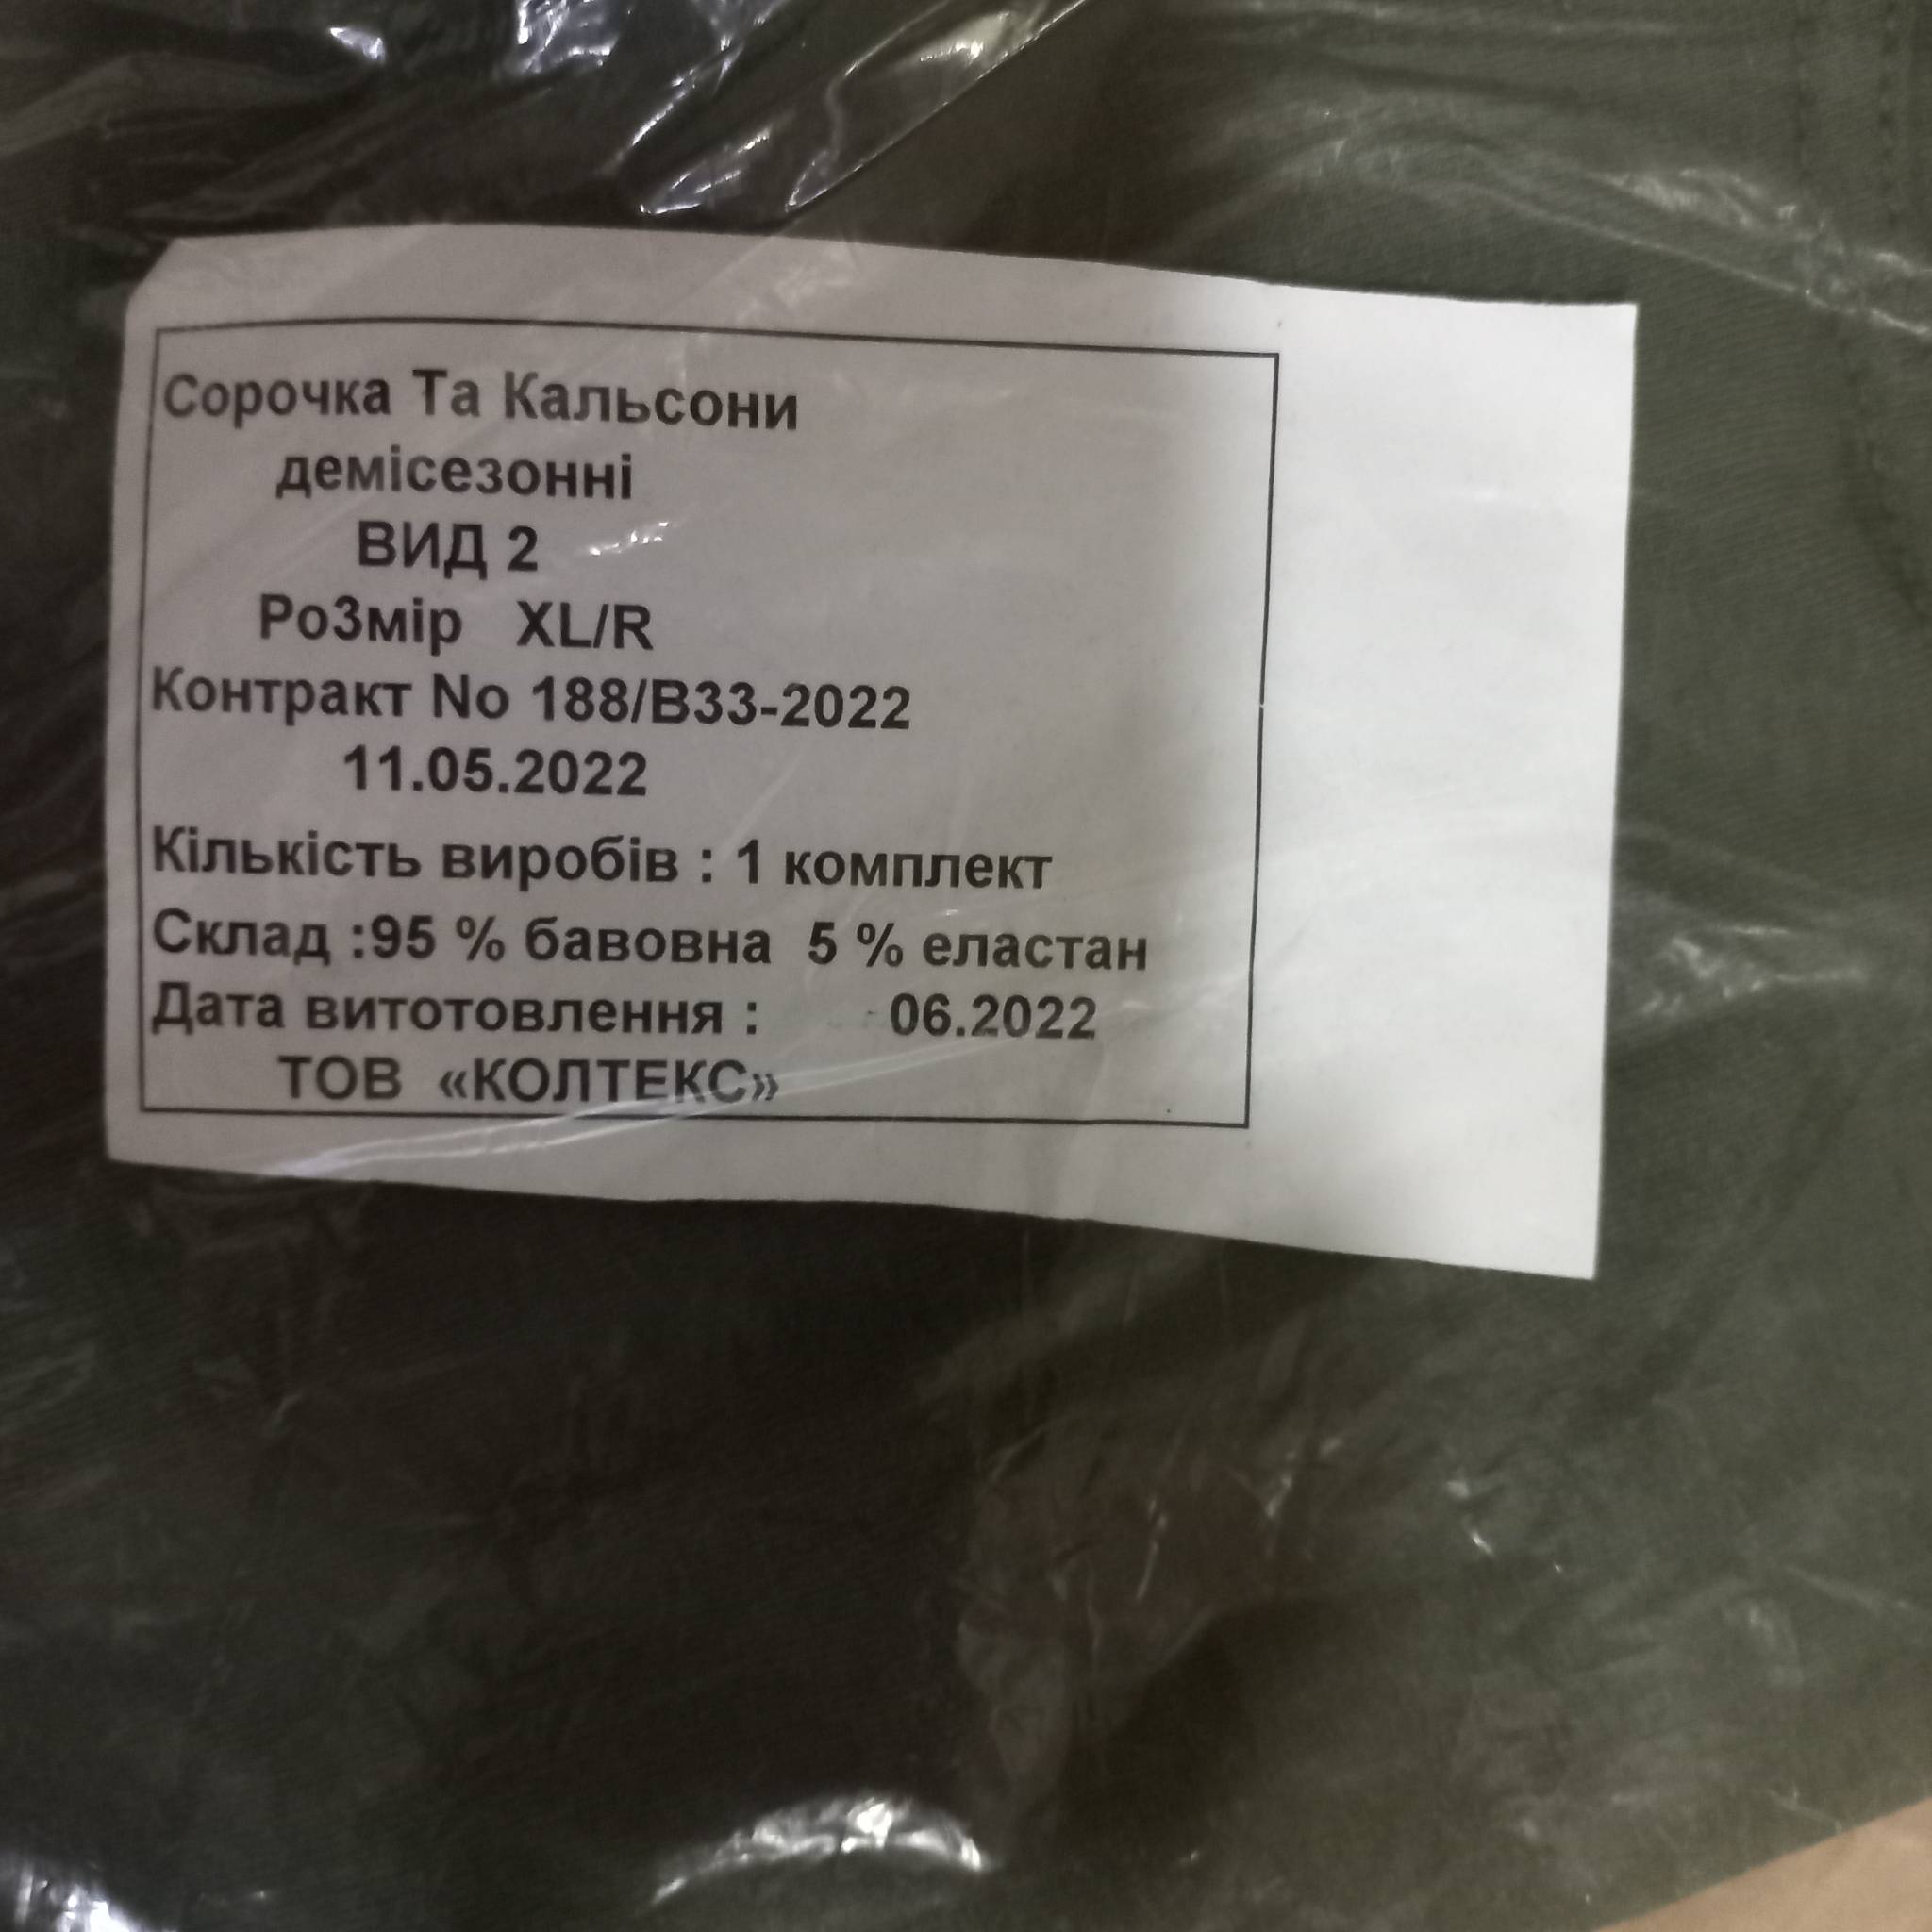 Сорочка Та Кальсони
демісезонні
ВИД 2
РоЗмір XL/R
Контракт No 188/В33-2022
11.05.2022
Кількість виробів : 1 комплект
Склад :95 % бавовна 5 % еластан
Дата витотовлення : 06.2022
ТОВ «КОЛТЕКС»